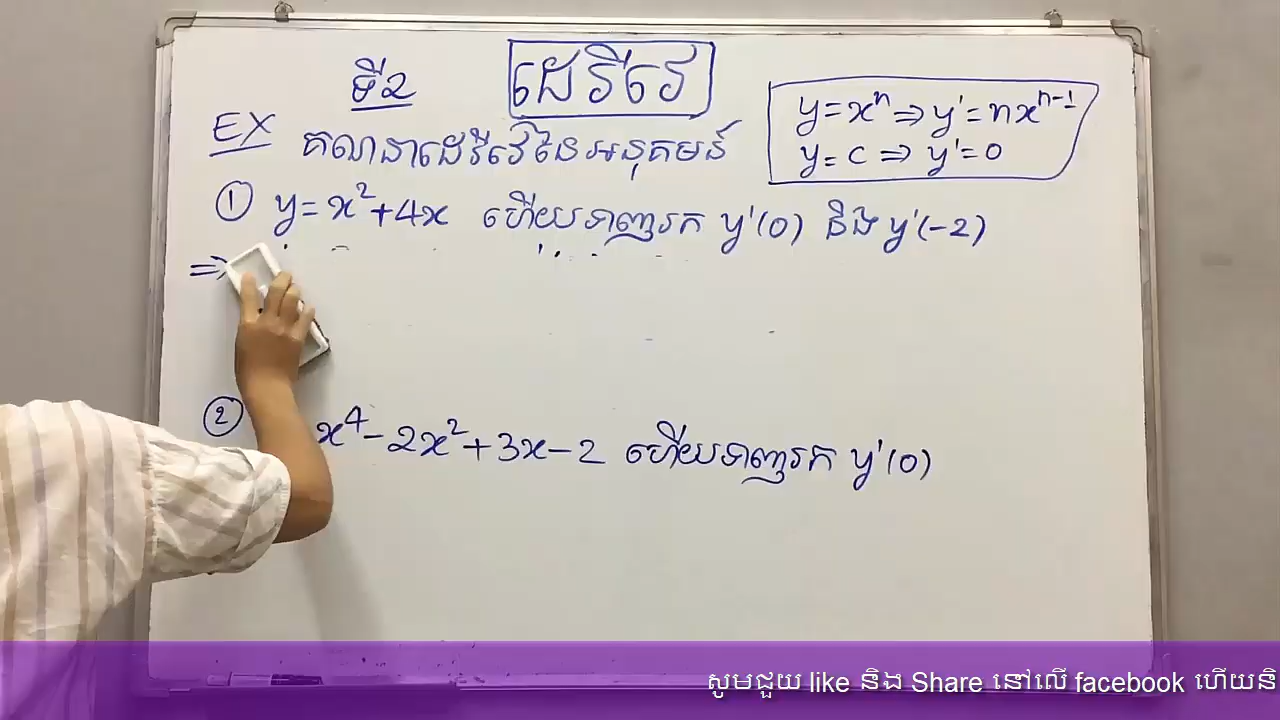 ទី2 ដេរីវេ
y=xⁿ ⇒ y'=nxⁿ⁻¹
y=c ⇒ y'=0
EX គណនាដេរីវេនៃអនុគមន៍
① y=x²+4x ហើយទាញរក y'(0) និង y'(-2)
⇒
② x⁴-2x²+3x-2 ហើយទាញរក y'(0)
សូមជួយ like និង Share នៅលើ facebook ហើយនិ